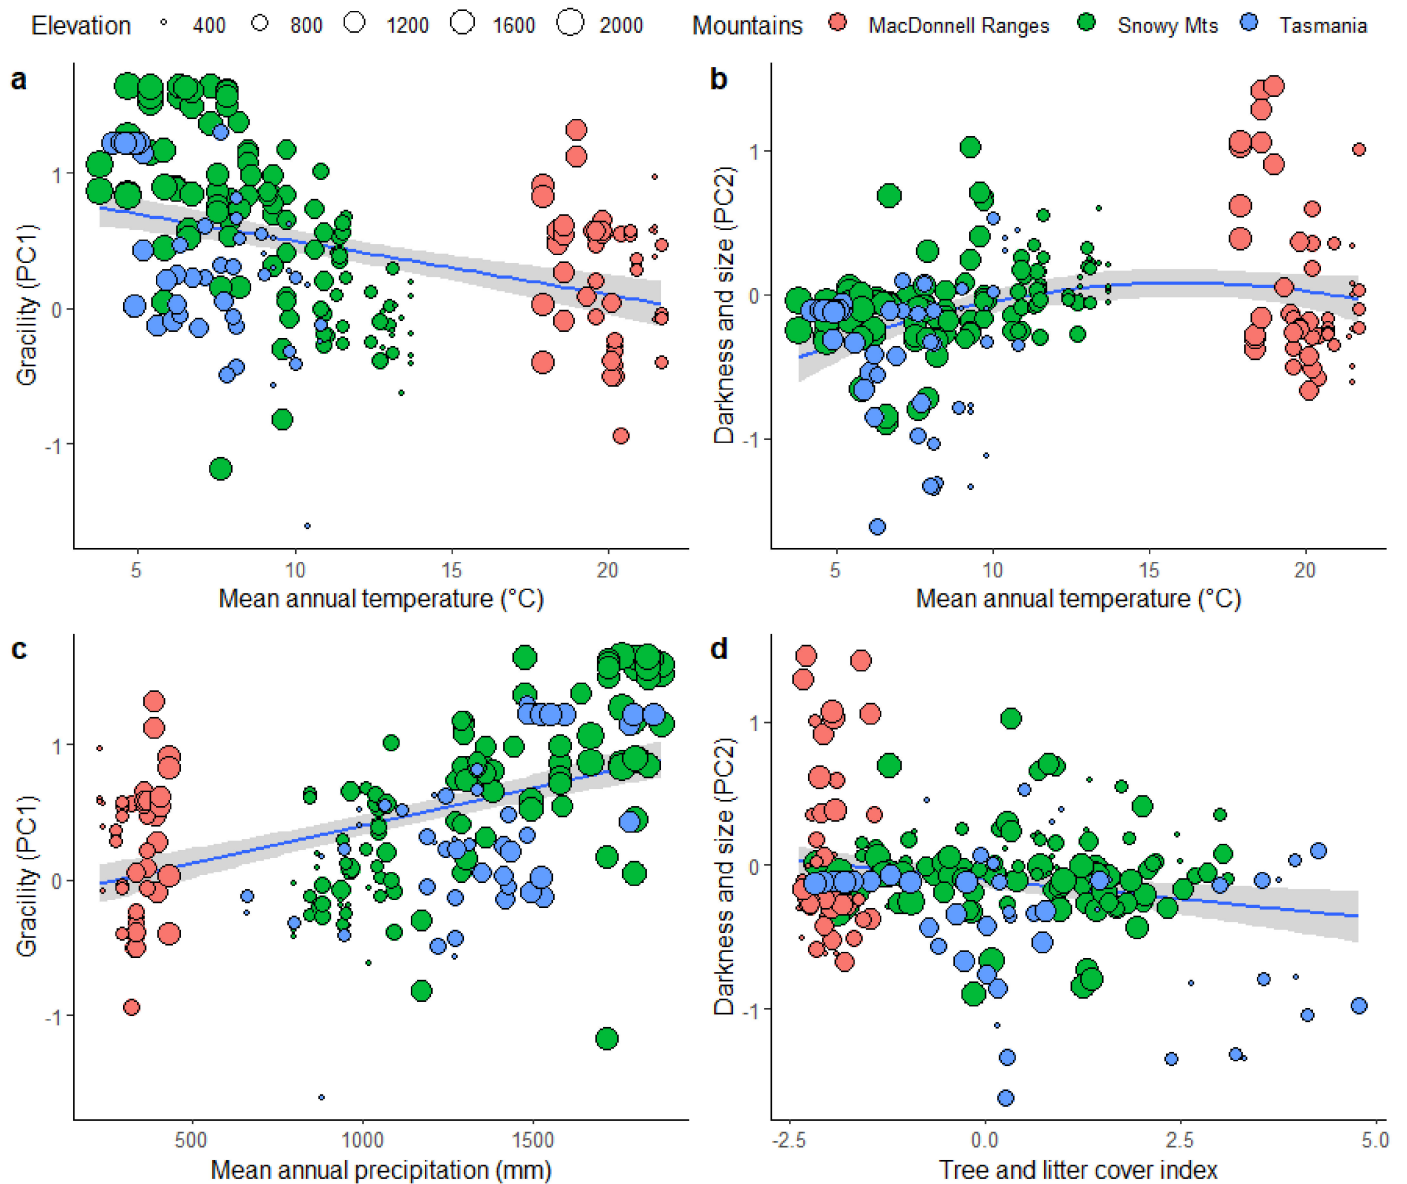 Elevation 400 800 1200 1600 2000 Mountains MacDonnell Ranges Snowy Mts Tasmania
a
1
0
-1
Gracility (PC1)
5 10 15 20
Mean annual temperature (°C)
b
1
0
-1
Darkness and size (PC2)
5 10 15 20
Mean annual temperature (°C)
c
1
0
-1
Gracility (PC1)
500 1000 1500
Mean annual precipitation (mm)
d
1
0
-1
Darkness and size (PC2)
-2.5 0.0 2.5 5.0
Tree and litter cover index